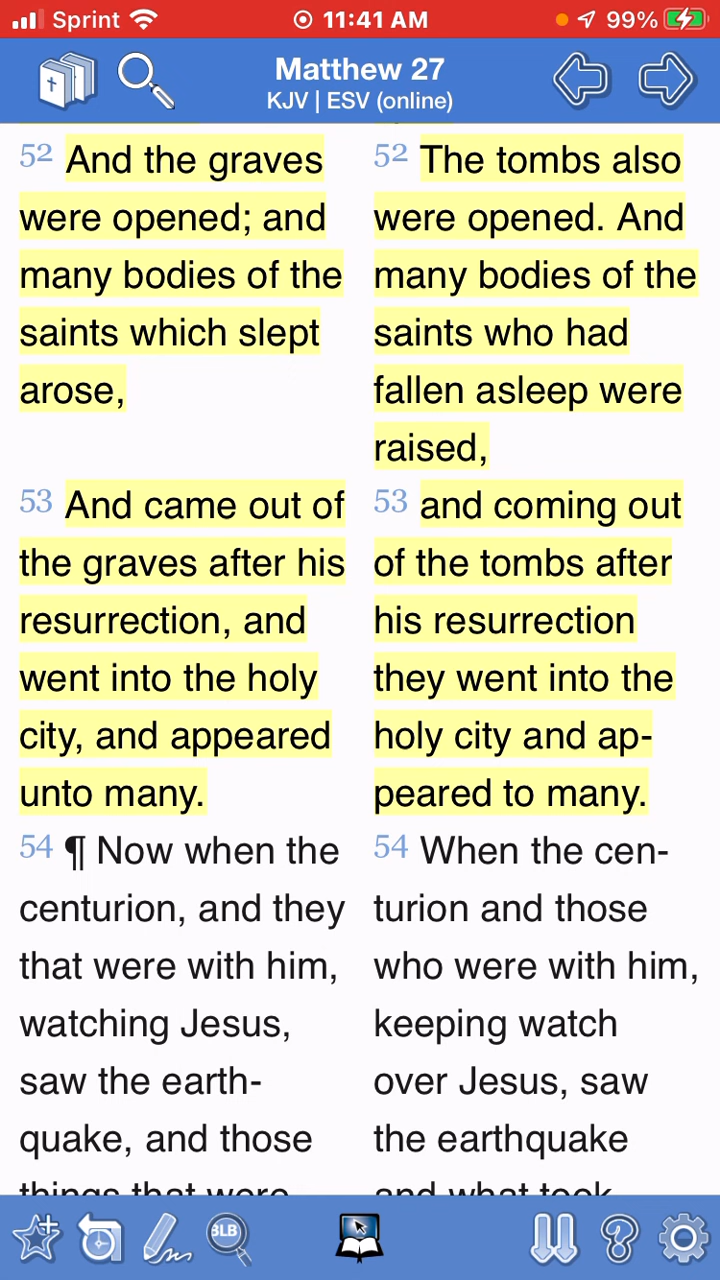 Sprint 11:41 AM 99%
Matthew 27
KJV | ESV (online)
52 And the graves
were opened; and
many bodies of the
saints which slept
arose,
53 And came out of
the graves after his
resurrection, and
went into the holy
city, and appeared
unto many.
54 ¶ Now when the
centurion, and they
that were with him,
watching Jesus,
saw the earth-
quake, and those
things that were
52 The tombs also
were opened. And
many bodies of the
saints who had
fallen asleep were
raised,
53 and coming out
of the tombs after
his resurrection
they went into the
holy city and ap-
peared to many.
54 When the cen-
turion and those
who were with him,
keeping watch
over Jesus, saw
the earthquake
and what took
BLB